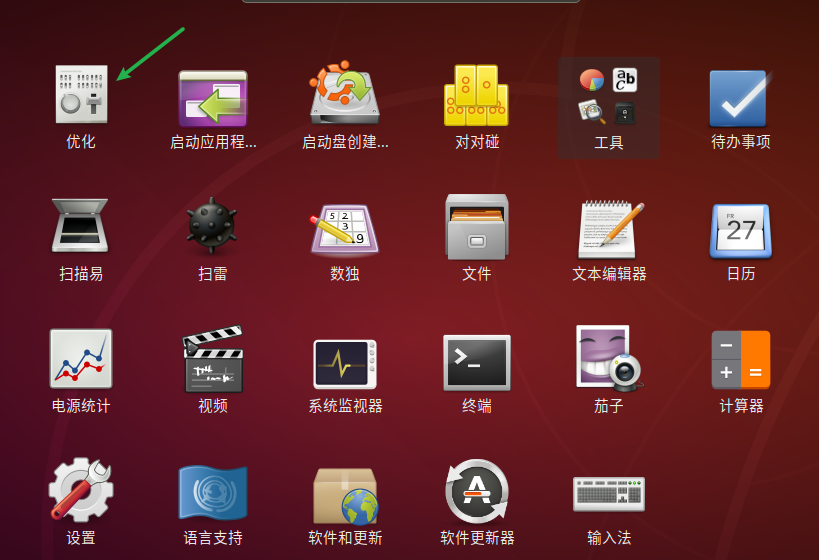 优化
启动应用程...
启动盘创建...
对对碰
工具
待办事项
扫描易
扫雷
数独
文件
文本编辑器
FR
27
日历
电源统计
视频
系统监视器
终端
茄子
计算器
设置
语言支持
软件和更新
软件更新器
输入法